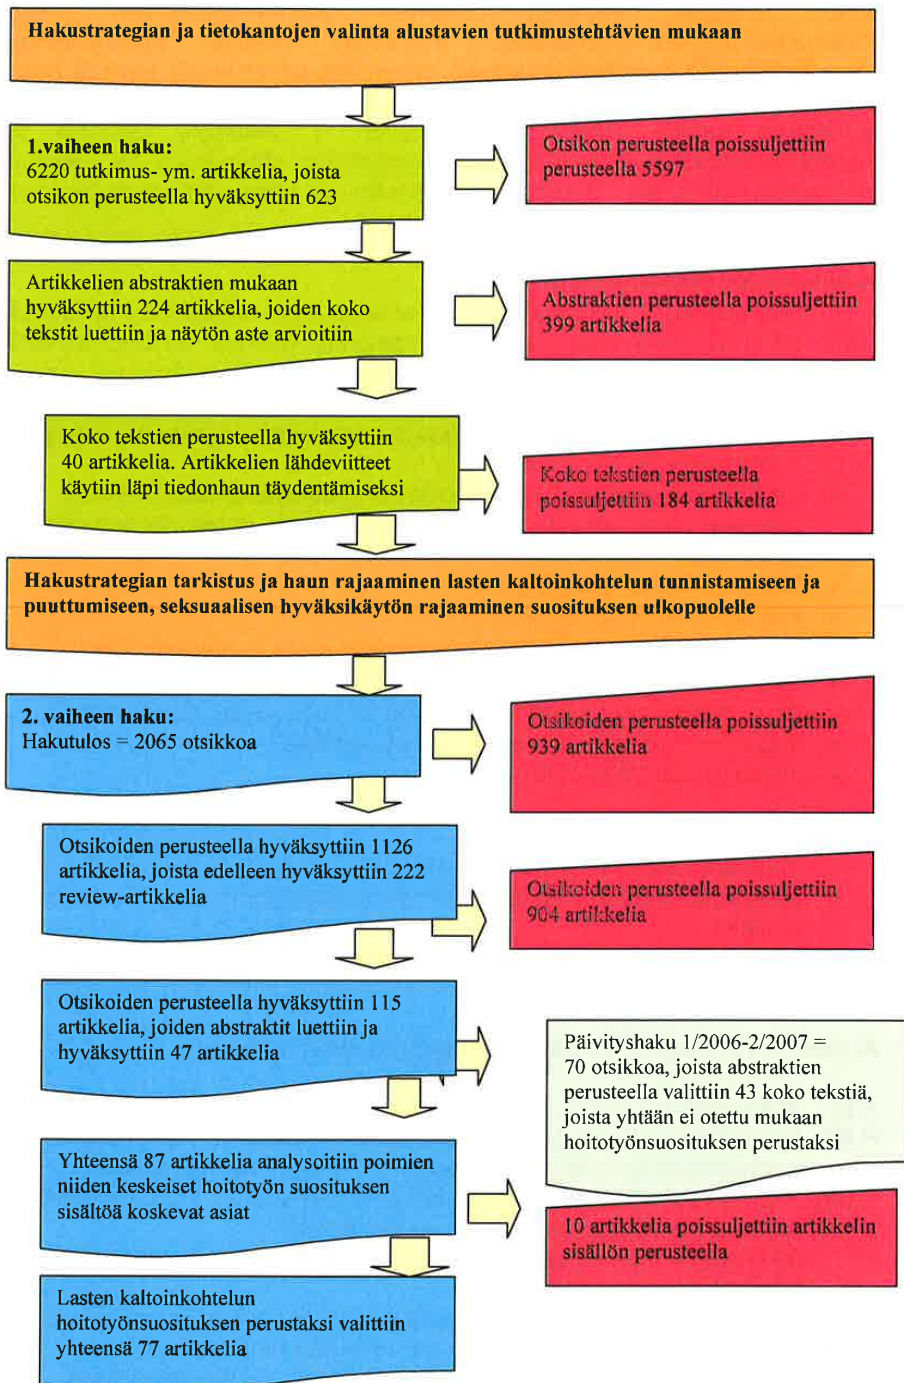 Hakustrategian ja tietokantojen valinta alustavien tutkimustehtävien mukaan
1.vaiheen haku:
6220 tutkimus- ym. artikkelia, joista
otsikon perusteella hyväksyttiin 623
Otsikon perusteella poissuljettiin
perusteella 5597
Artikkelien abstraktien mukaan
hyväksyttiin 224 artikkelia, joiden koko
tekstit luettiin ja näytön aste arvioitiin
Abstraktien perusteella poissuljettiin
399 artikkelia
Koko tekstien perusteella hyväksyttiin
40 artikkelia. Artikkelien lähdeviitteet
käytiin läpi tiedonhaun täydentämiseksi
Koko tekstien perusteella
poissuljettiin 184 artikkelia
Hakustrategian tarkistus ja haun rajaaminen lasten kaltoinkohtelun tunnistamiseen ja
puuttumiseen, seksuaalisen hyväksikäytön rajaaminen suosituksen ulkopuolelle
2. vaiheen haku:
Hakutulos = 2065 otsikkoa
Otsikoiden perusteella poissuljettiin
939 artikkelia
Otsikoiden perusteella hyväksyttiin 1126
artikkelia, joista edelleen hyväksyttiin 222
review-artikkelia
Otsikoiden perusteella poissuljettiin
904 artikkelia
Otsikoiden perusteella hyväksyttiin 115
artikkelia, joiden abstraktit luettiin ja
hyväksyttiin 47 artikkelia
Päivityshaku 1/2006-2/2007 =
70 otsikkoa, joista abstraktien
perusteella valittiin 43 koko tekstiä,
joista yhtään ei otettu mukaan
hoitotyönsuosituksen perustaksi
Yhteensä 87 artikkelia analysoitiin poimien
niiden keskeiset hoitotyön suosituksen
sisältöä koskevat asiat
10 artikkelia poissuljettiin artikkelin
sisällön perusteella
Lasten kaltoinkohtelun
hoitotyönsuosituksen perustaksi valittiin
yhteensä 77 artikkelia